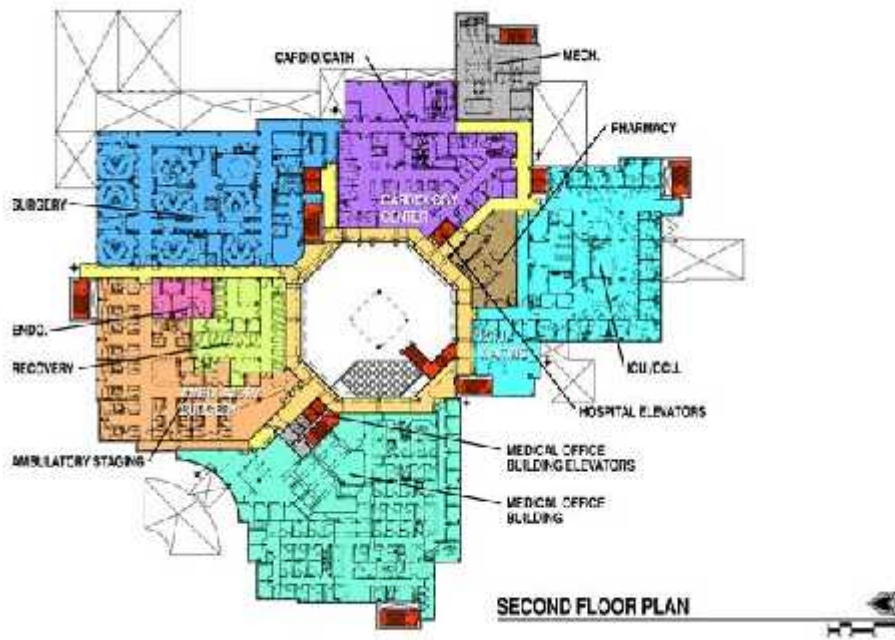 CARDIO/CATH
MECH.
PHARMACY
SURGERY
CARDIOLOGY
CENTER
ENDO.
RECOVERY
ICU./CCU.
SURGERY
HOSPITAL ELEVATORS
AMBULATORY STAGING
MEDICAL OFFICE
BUILDING ELEVATORS
MEDICAL OFFICE
BUILDING
SECOND FLOOR PLAN